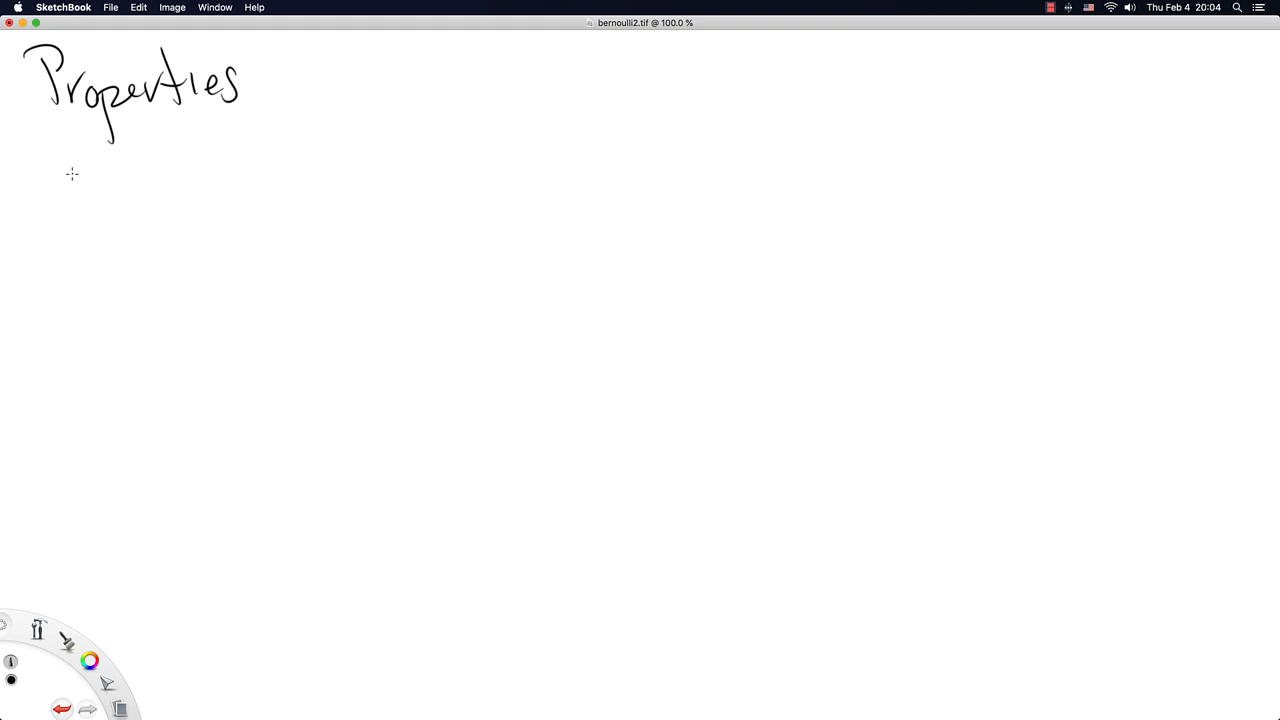 SketchBook File Edit Image Window Help Thu Feb 4 20:04
bernoulli2.tif @ 100.0 %
Properties